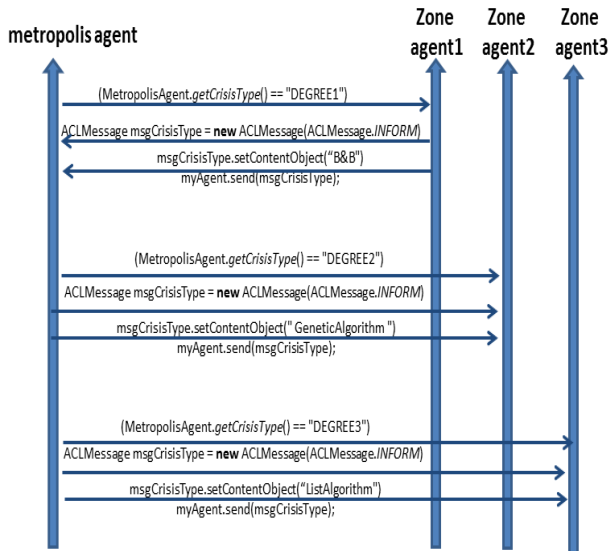 metropolis agent
Zone agent1
Zone agent2
Zone agent3
(MetropolisAgent.getCrisisType() == "DEGREE1")
ACLMessage msgCrisisType = new ACLMessage(ACLMessage.INFORM)
msgCrisisType.setContentObject("B&B")
myAgent.send(msgCrisisType);
(MetropolisAgent.getCrisisType() == "DEGREE2")
ACLMessage msgCrisisType = new ACLMessage(ACLMessage.INFORM)
msgCrisisType.setContentObject(" GeneticAlgorithm ")
myAgent.send(msgCrisisType);
(MetropolisAgent.getCrisisType() == "DEGREE3")
ACLMessage msgCrisisType = new ACLMessage(ACLMessage.INFORM)
msgCrisisType.setContentObject("ListAlgorithm")
myAgent.send(msgCrisisType);